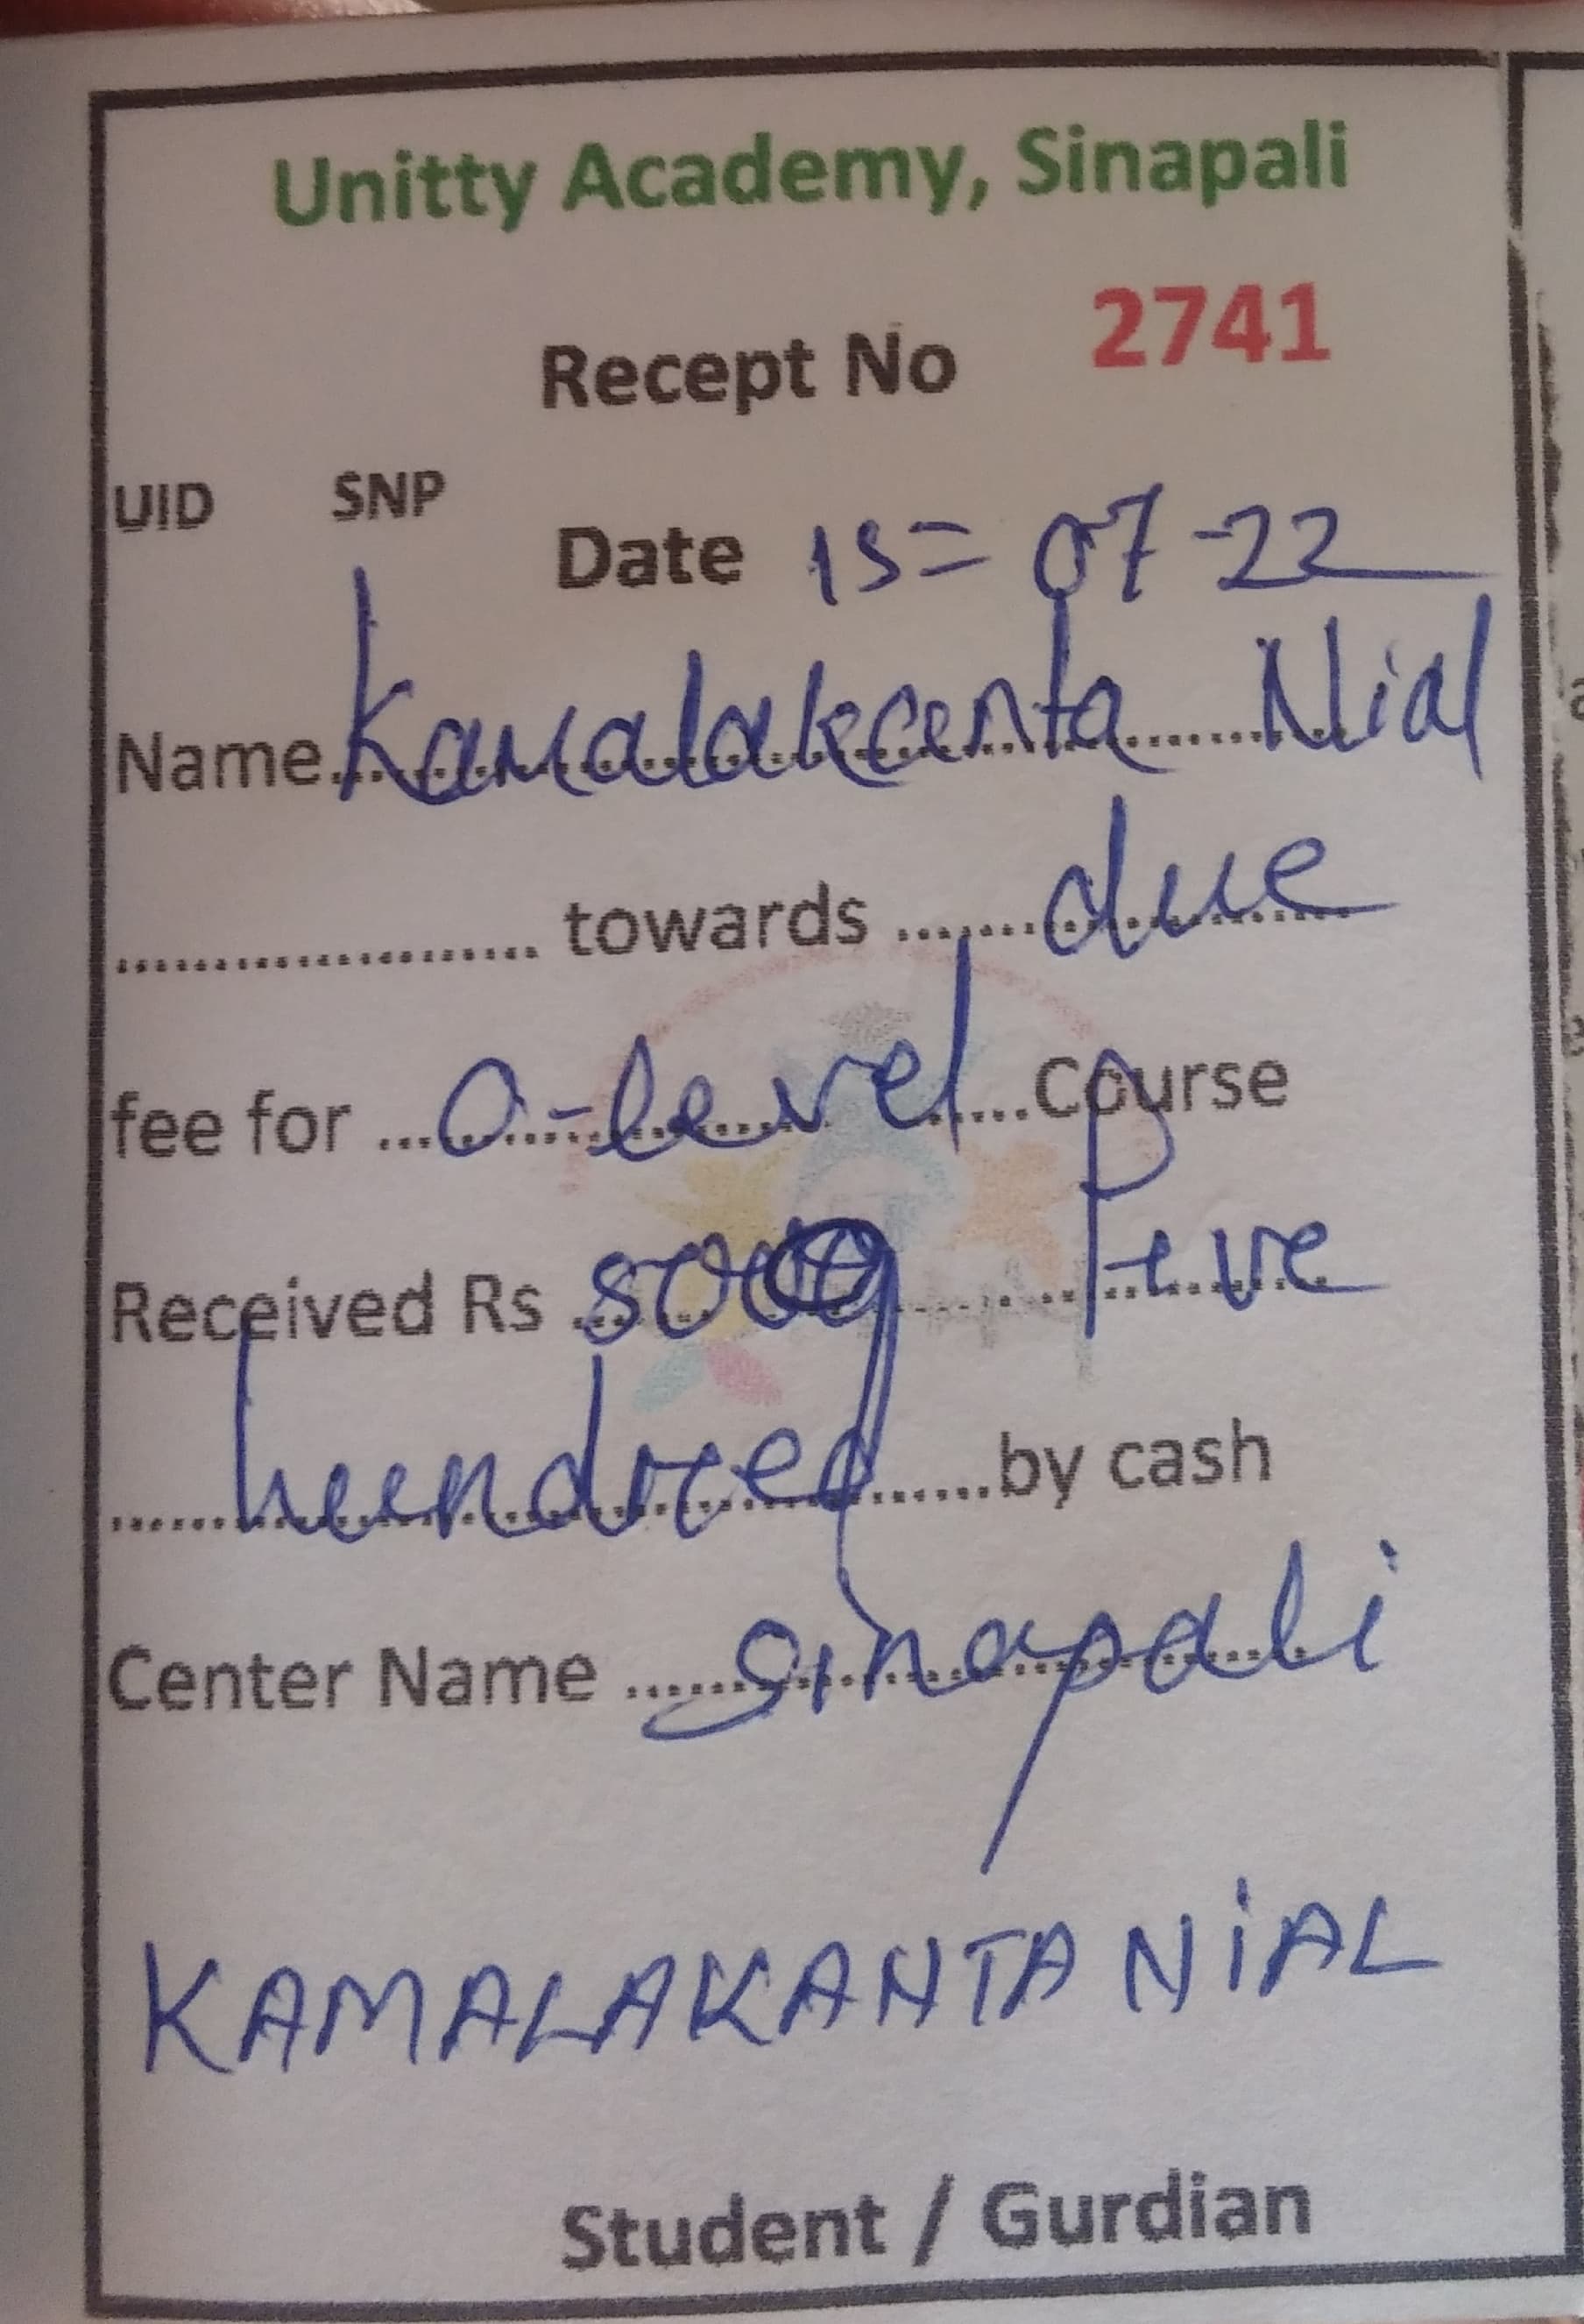 Unitty Academy, Sinapali
Recept No 2741
UID SNP
Date 15=07-22
Name...Kamalakanta Nial
........ towards ...... due
fee for ...O-level......Course
Received Rs ...500 Five
......hundred......by cash
Center Name ......Sinapali
KAMALAKANTA NiAL
Student / Gurdian